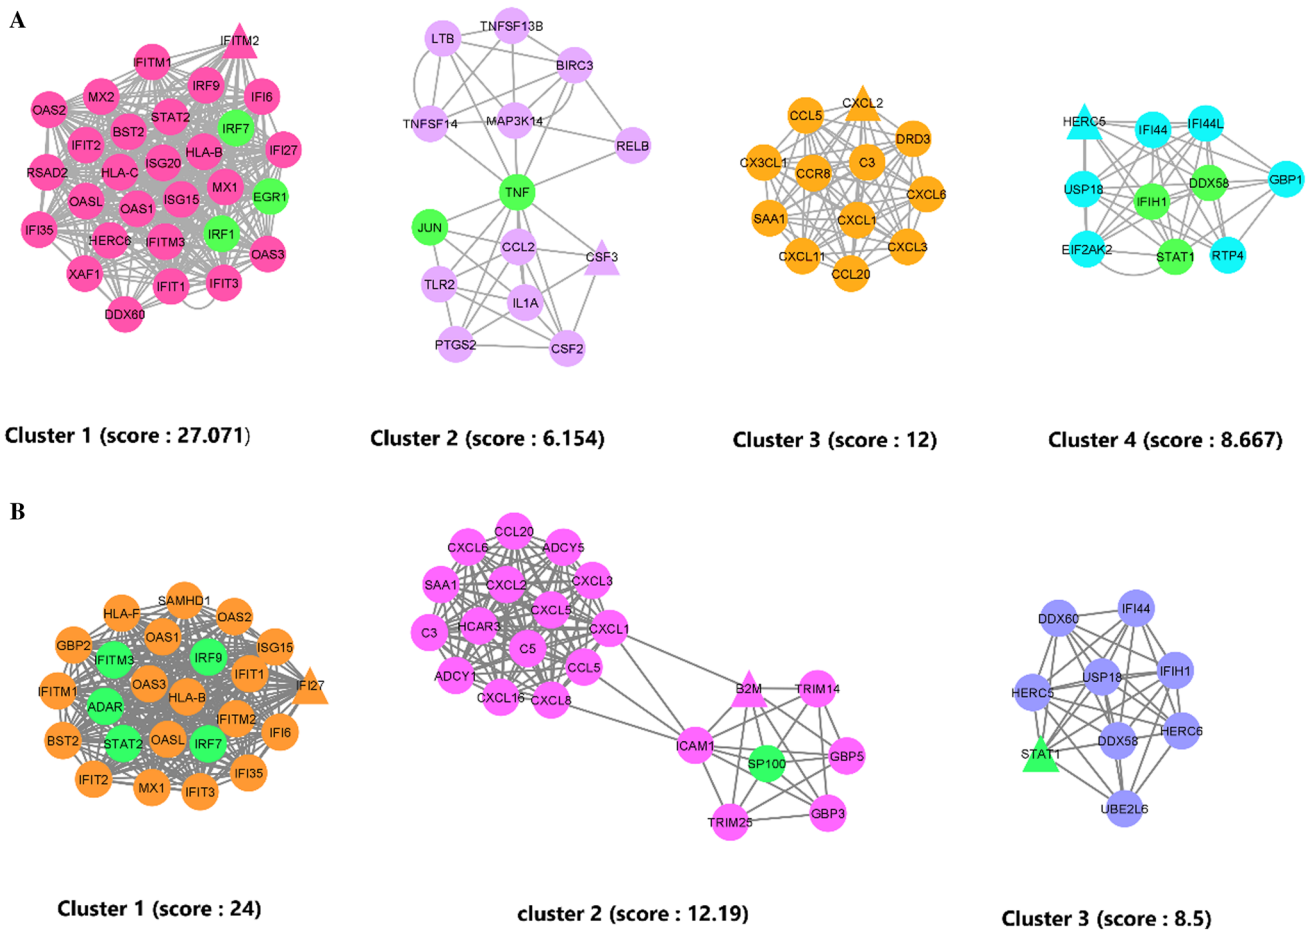 A
IFITM2
IFITM1
IRF9
IFI6
MX2
OAS2
STAT2
IRF7
BST2
IFIT2
HLA-B
IFI27
ISG20
RSAD2
HLA-C
MX1
EGR1
OASL
OAS1
ISG15
IFI35
IRF1
HERC6
IFITM3
OAS3
XAF1
IFIT1
IFIT3
DDX60
Cluster 1 (score : 27.071)
TNFSF13B
LTB
BIRC3
TNFSF14
MAP3K14
RELB
TNF
JUN
CCL2
CSF3
TLR2
IL1A
PTGS2
CSF2
Cluster 2 (score : 6.154)
CXCL2
CCL5
DRD3
CX3CL1
C3
CCR8
CXCL6
SAA1
CXCL1
CXCL3
CXCL11
CCL20
Cluster 3 (score : 12)
HERC5
IFI44
IFI44L
DDX58
GBP1
USP18
IFIH1
EIF2AK2
STAT1
RTP4
Cluster 4 (score : 8.667)
B
SAMHD1
HLA-F
OAS2
OAS1
GBP2
ISG15
IFITM3
IRF9
IFIT1
IFI27
OAS3
IFITM1
HLA-B
ADAR
IFITM2
IFI6
BST2
STAT2
OASL
IRF7
IFI35
IFIT2
MX1
IFIT3
Cluster 1 (score : 24)
CCL20
CXCL6
ADCY5
SAA1
CXCL2
CXCL3
CXCL5
C3
HCAR3
CXCL1
C5
ADCY1
CCL5
CXCL16
CXCL8
B2M
TRIM14
ICAM1
SP100
GBP5
TRIM25
GBP3
cluster 2 (score : 12.19)
DDX60
IFI44
USP18
IFIH1
HERC5
HERC6
DDX58
STAT1
UBE2L6
Cluster 3 (score : 8.5)